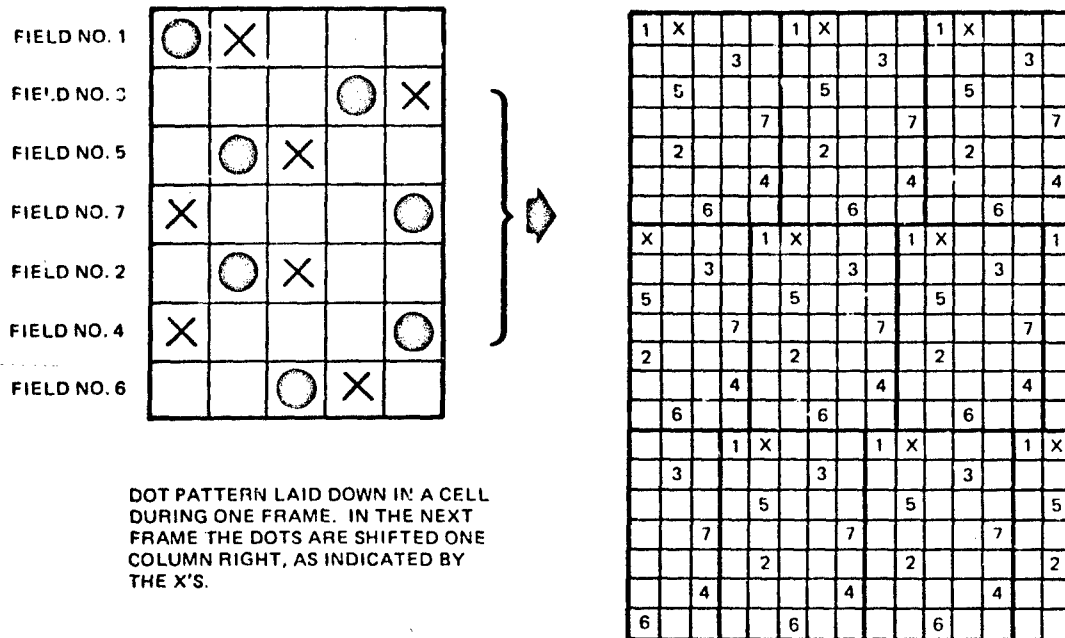 FIELD NO. 1 X
FIELD NO. 3 X
FIELD NO. 5 X
FIELD NO. 7 X
FIELD NO. 2 X
FIELD NO. 4 X
FIELD NO. 6 X
DOT PATTERN LAID DOWN IN A CELL
DURING ONE FRAME. IN THE NEXT
FRAME THE DOTS ARE SHIFTED ONE
COLUMN RIGHT, AS INDICATED BY
THE X'S.
1 X 1 X 1 X
3 3 3
5 5 5
7 7 7
2 2 2
4 4 4
6 6 6
X 1 X 1 X 1
3 3 3
5 5 5
7 7 7
2 2 2
4 4 4
6 6 6
1 X 1 X 1 X
3 3 3
5 5 5
7 7 7
2 2 2
4 4 4
6 6 6